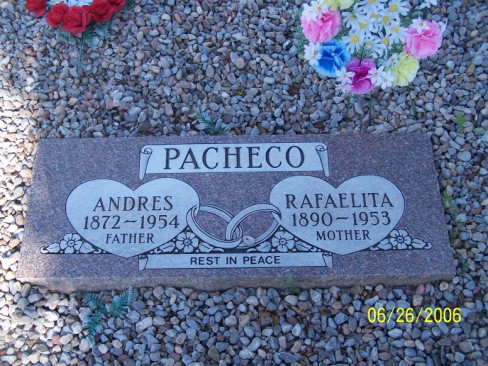 PACHECO
ANDRES
1872~1954
FATHER
RAFAELITA
1890~1953
MOTHER
REST IN PEACE
06/26/2006